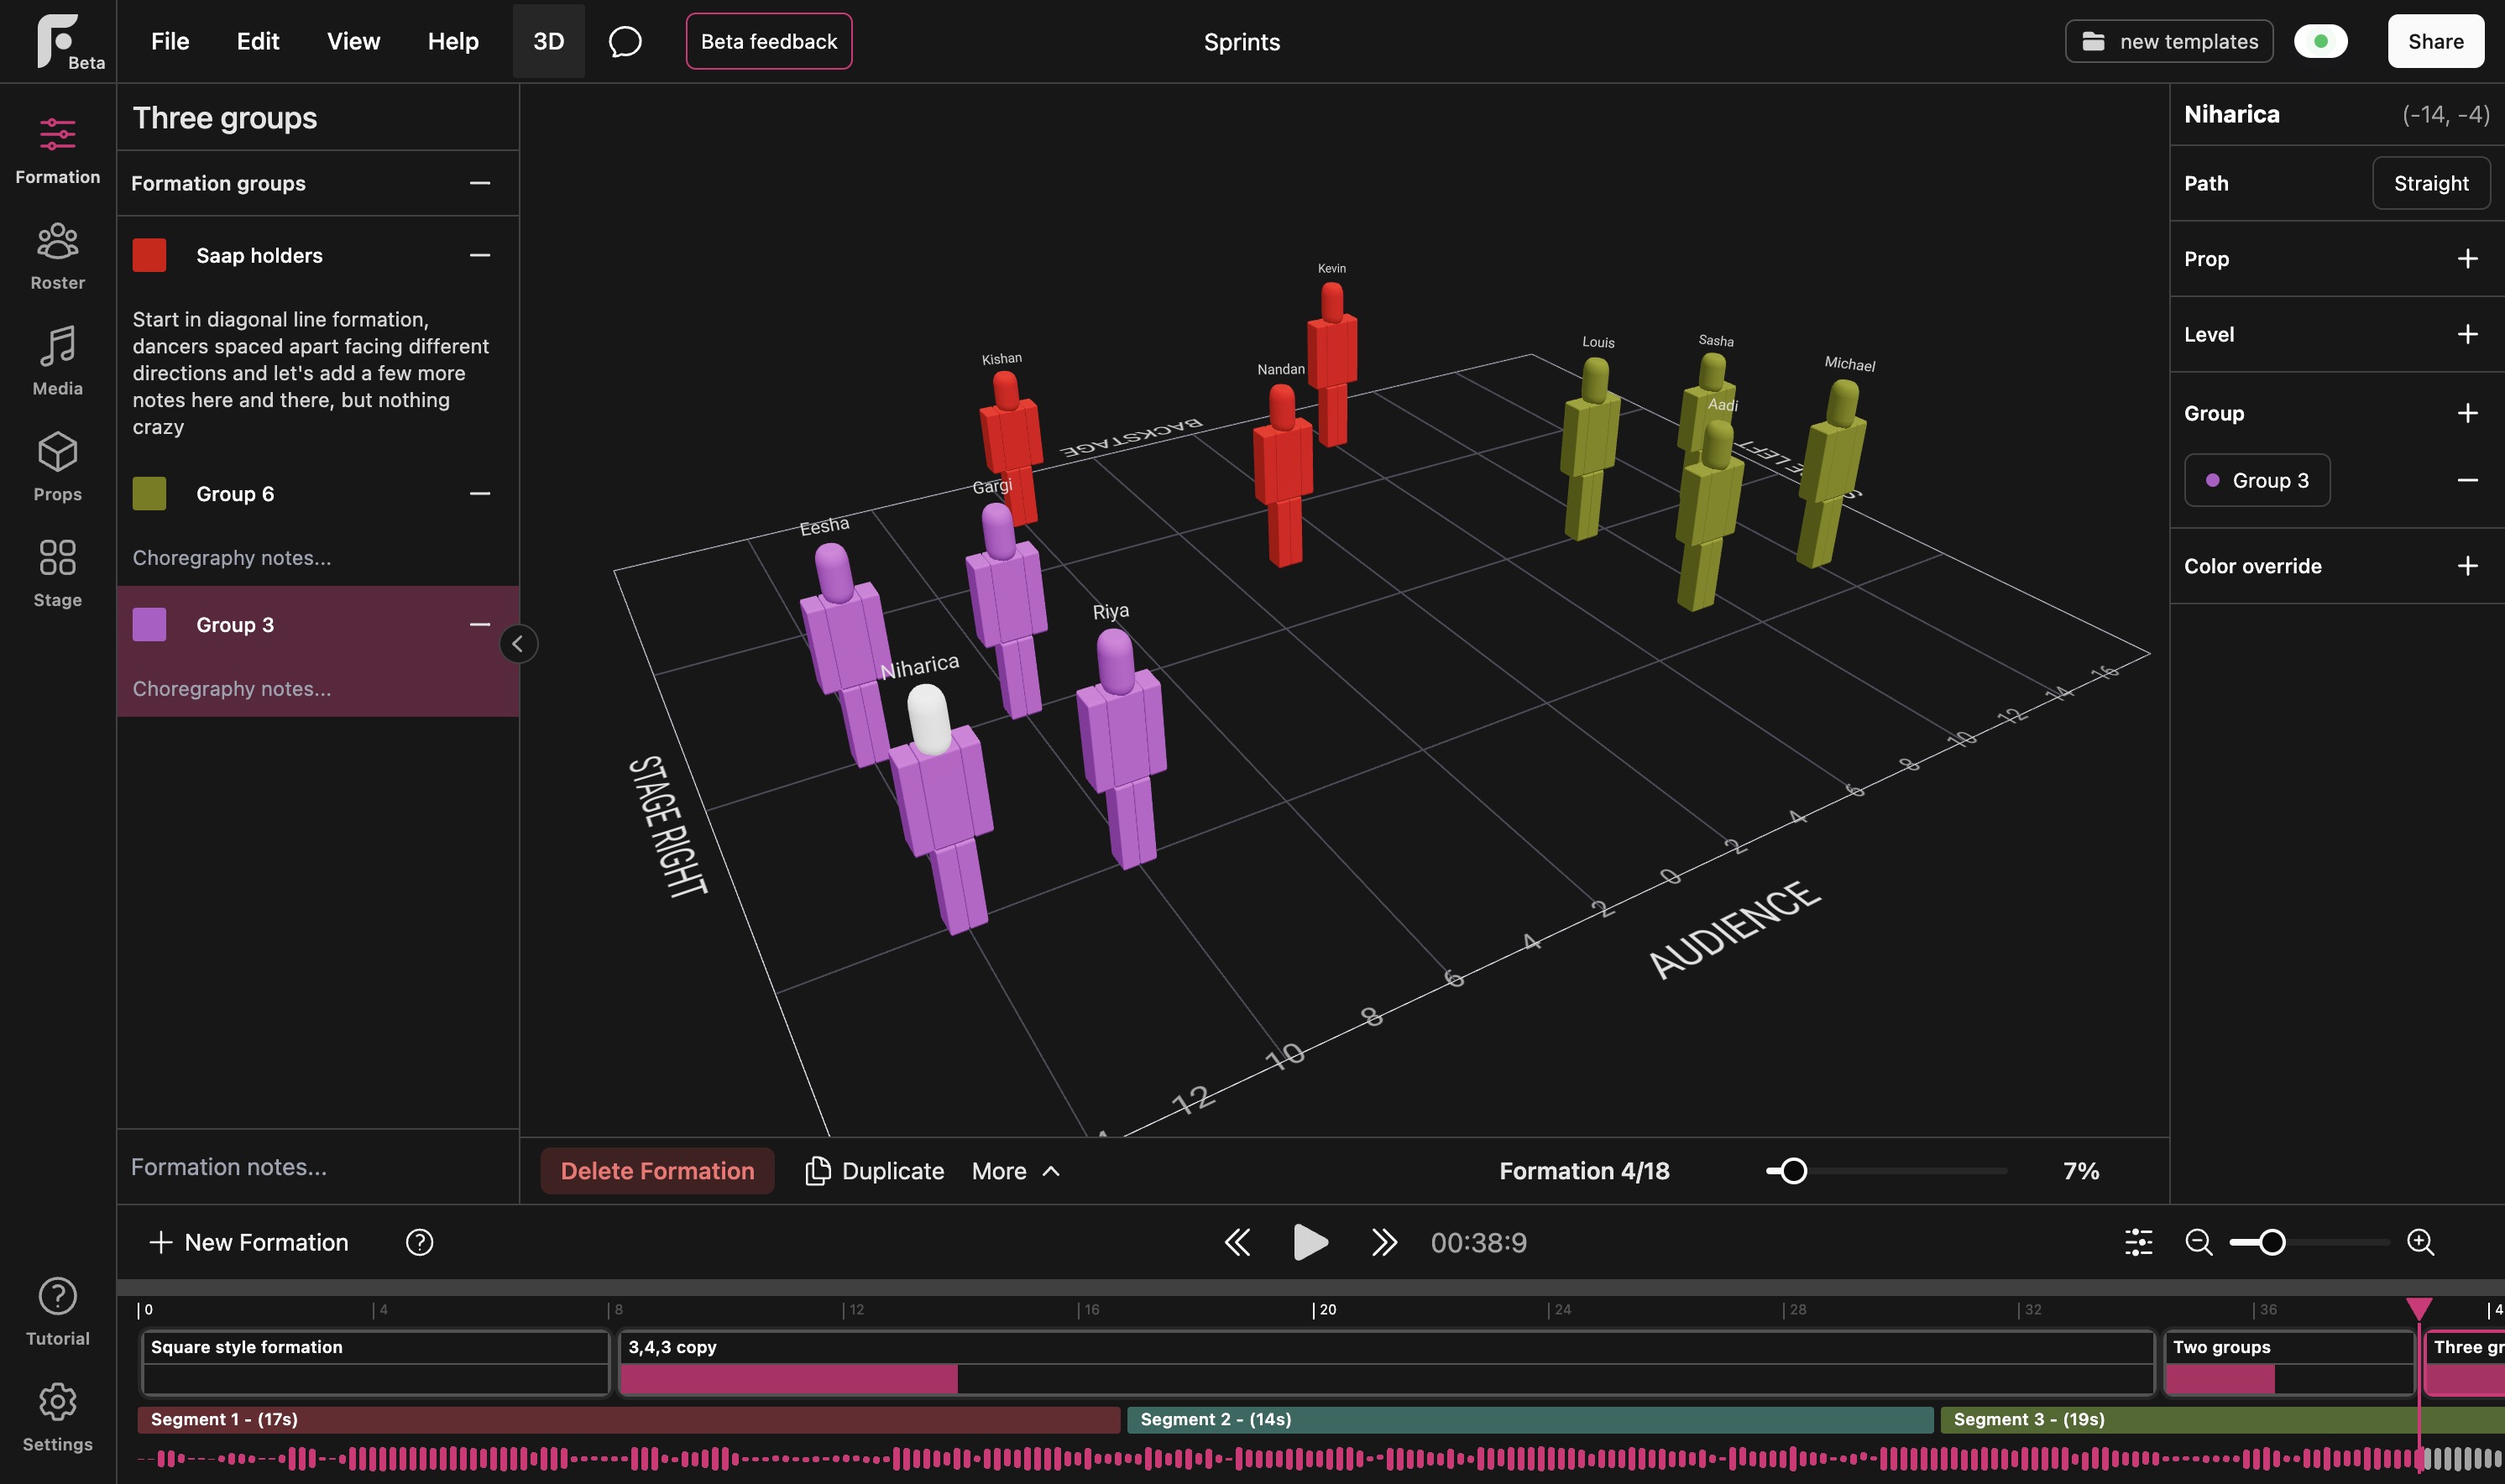 Beta
File
Edit
View
Help
3D
Beta feedback
Sprints
new templates
Share
Formation
Roster
Media
Props
Stage
Tutorial
Settings
Three groups
Formation groups
Saap holders
Start in diagonal line formation,
dancers spaced apart facing different
directions and let's add a few more
notes here and there, but nothing
crazy
Group 6
Choregraphy notes...
Group 3
Choregraphy notes...
Formation notes...
Kevin
Kishan
Nandan
Louis
Sasha
Michael
Aadi
BACKSTAGE
Gargi
Eesha
Riya
Niharica
STAGE RIGHT
16
14
12
10
8
6
4
2
0
2
4
6
8
10
12
AUDIENCE
Niharica
(-14, -4)
Path
Straight
Prop
Level
Group
Group 3
Color override
Delete Formation
Duplicate
More
Formation 4/18
7%
New Formation
00:38:9
0
4
8
12
16
20
24
28
32
36
4
Square style formation
3,4,3 copy
Two groups
Three gr
Segment 1 - (17s)
Segment 2 - (14s)
Segment 3 - (19s)